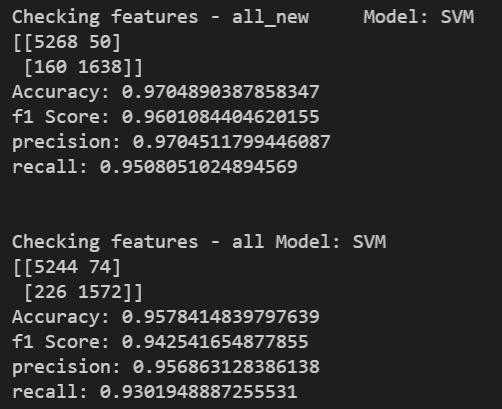 Checking features - all_new     Model: SVM
[[5268 50]
 [160 1638]]
Accuracy: 0.9704890387858347
f1 Score: 0.9601084404620155
precision: 0.9704511799446087
recall: 0.9508051024894569
Checking features - all Model: SVM
[[5244 74]
 [226 1572]]
Accuracy: 0.9578414839797639
f1 Score: 0.942541654877855
precision: 0.956863128386138
recall: 0.9301948887255531